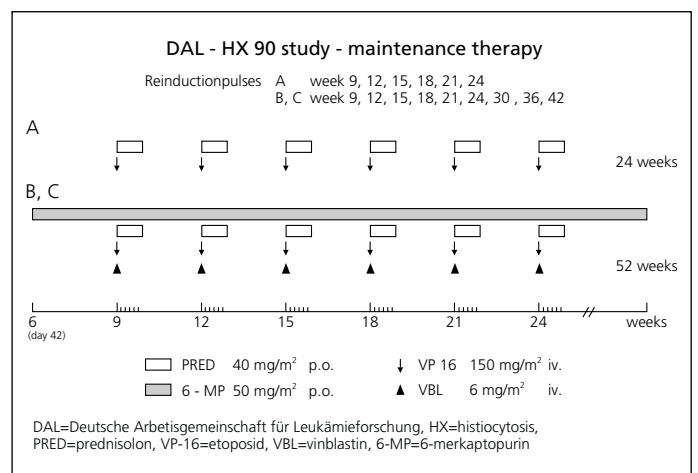 DAL - HX 90 study - maintenance therapy
Reinductionpulses A week 9, 12, 15, 18, 21, 24
B, C week 9, 12, 15, 18, 21, 24, 30 , 36, 42
A
24 weeks
B, C
52 weeks
6 9 12 15 18 21 24 // weeks
(day 42)
PRED 40 mg/m² p.o. VP 16 150 mg/m² iv.
6 - MP 50 mg/m² p.o. VBL 6 mg/m² iv.
DAL=Deutsche Arbetisgemeinschaft für Leukämieforschung, HX=histiocytosis,
PRED=prednisolon, VP-16=etoposid, VBL=vinblastin, 6-MP=6-merkaptopurin